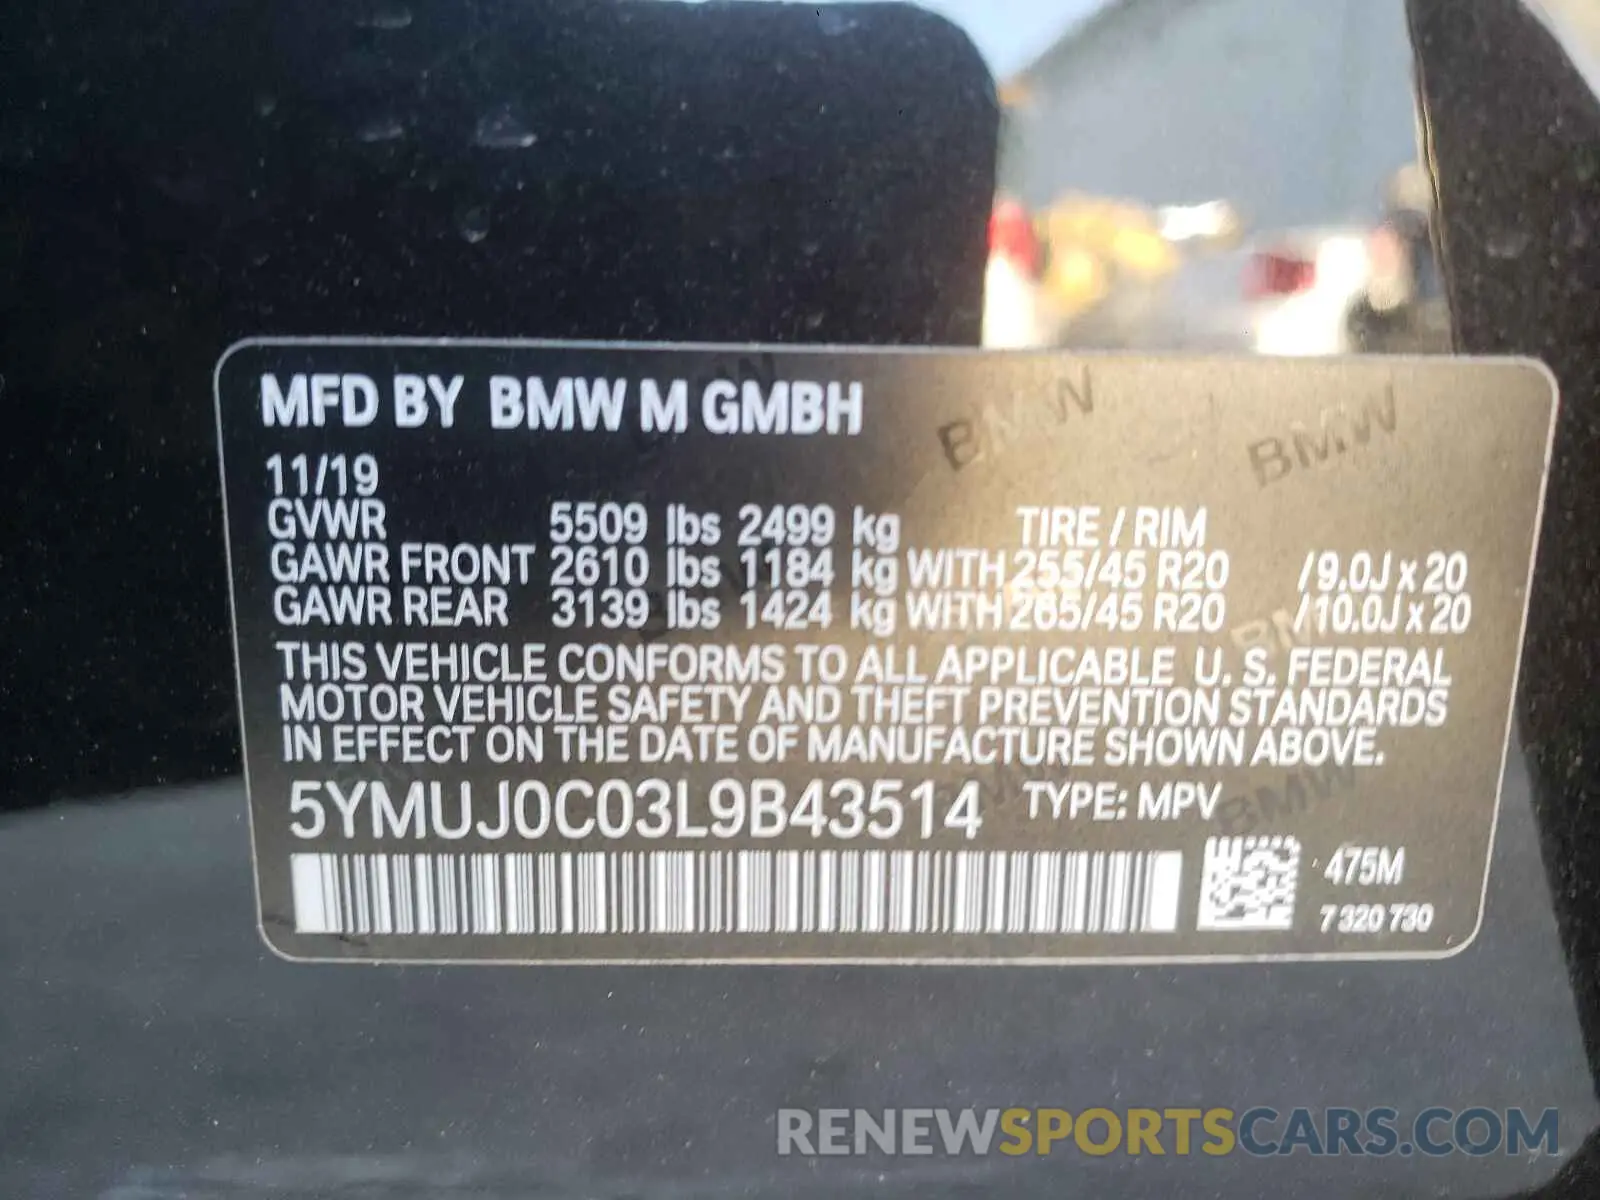 MFD BY BMW M GMBH
11/19
GVWR 5509 lbs 2499 kg TIRE / RIM
GAWR FRONT 2610 lbs 1184 kg WITH 255/45 R20 /9.0J x 20
GAWR REAR 3139 lbs 1424 kg WITH 265/45 R20 /10.0J x 20
THIS VEHICLE CONFORMS TO ALL APPLICABLE U. S. FEDERAL
MOTOR VEHICLE SAFETY AND THEFT PREVENTION STANDARDS
IN EFFECT ON THE DATE OF MANUFACTURE SHOWN ABOVE.
5YMUJ0C03L9B43514 TYPE: MPV
475M
7 320 730
BMW
BMW
BMW
BMW
RENEWSPORTSCARS.COM